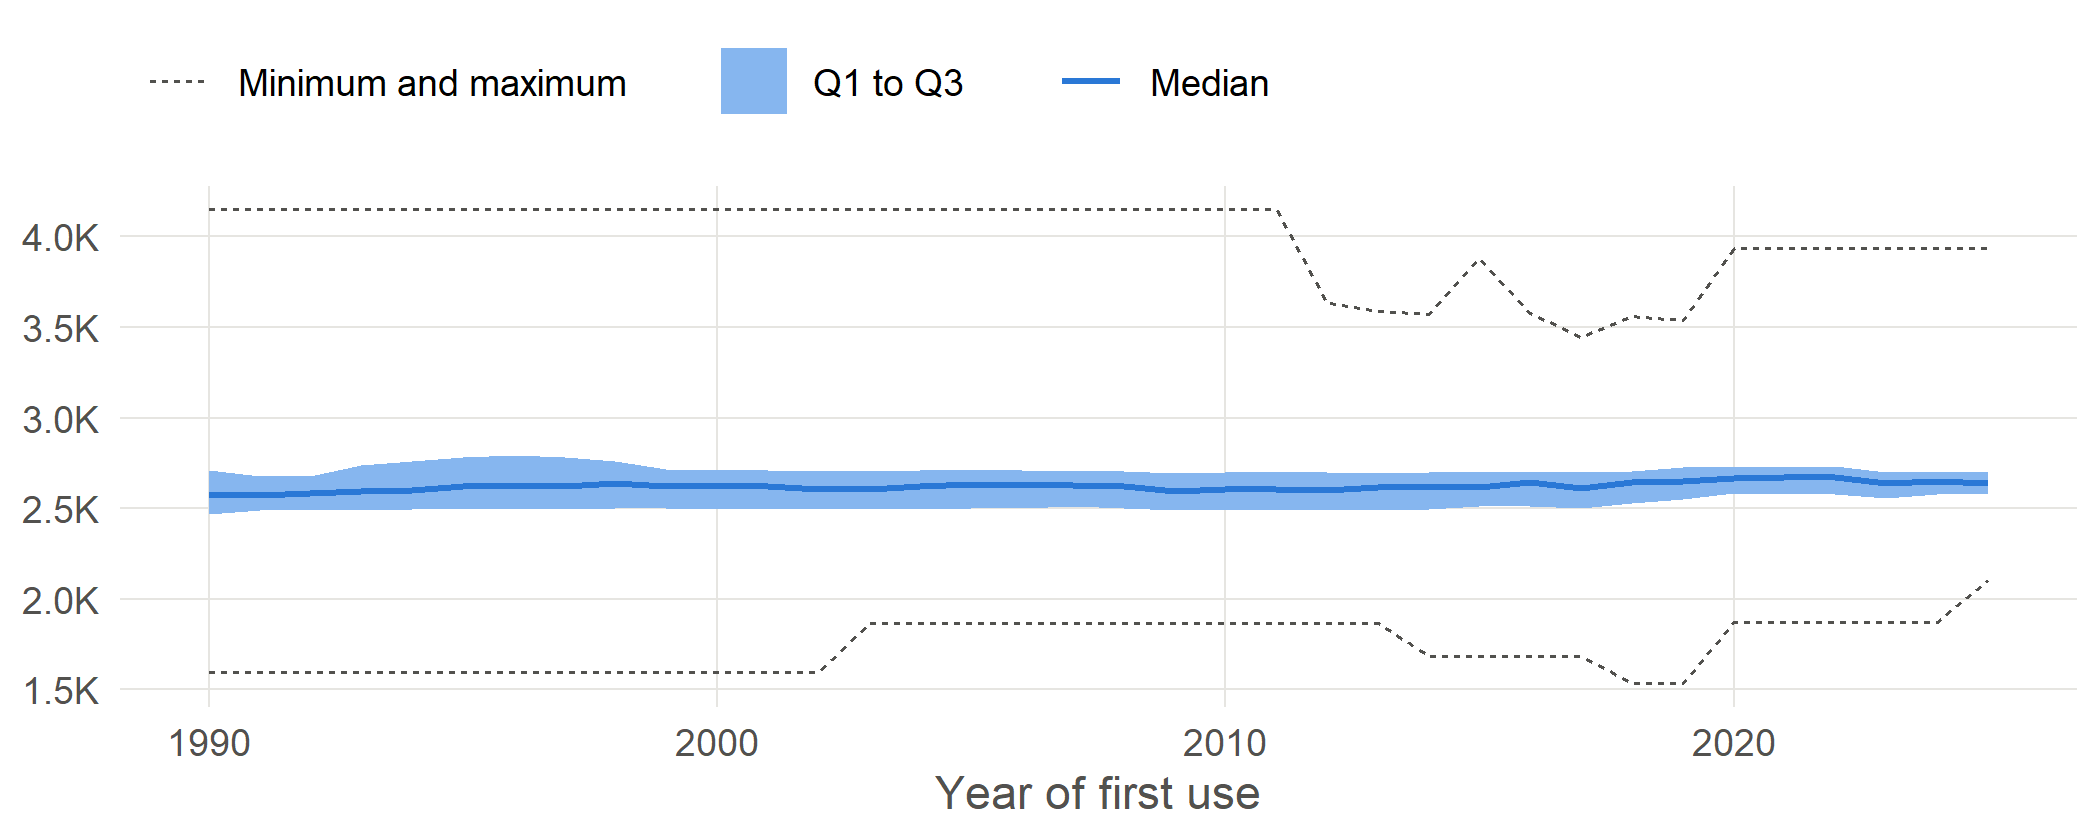 Minimum and maximum Q1 to Q3 Median
4.0K
3.5K
3.0K
2.5K
2.0K
1.5K
1990 2000 2010 2020
Year of first use